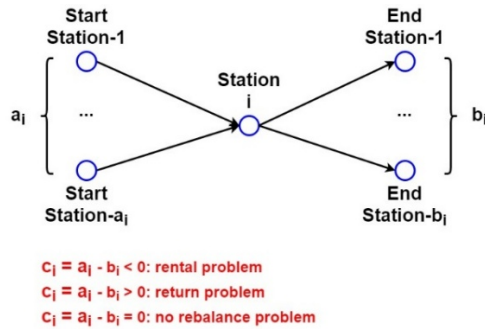 Start
Station-1
End
Station-1
Station
i
aᵢ
...
...
bᵢ
Start
Station-aᵢ
End
Station-bᵢ
cᵢ = aᵢ - bᵢ < 0: rental problem
cᵢ = aᵢ - bᵢ > 0: return problem
cᵢ = aᵢ - bᵢ = 0: no rebalance problem